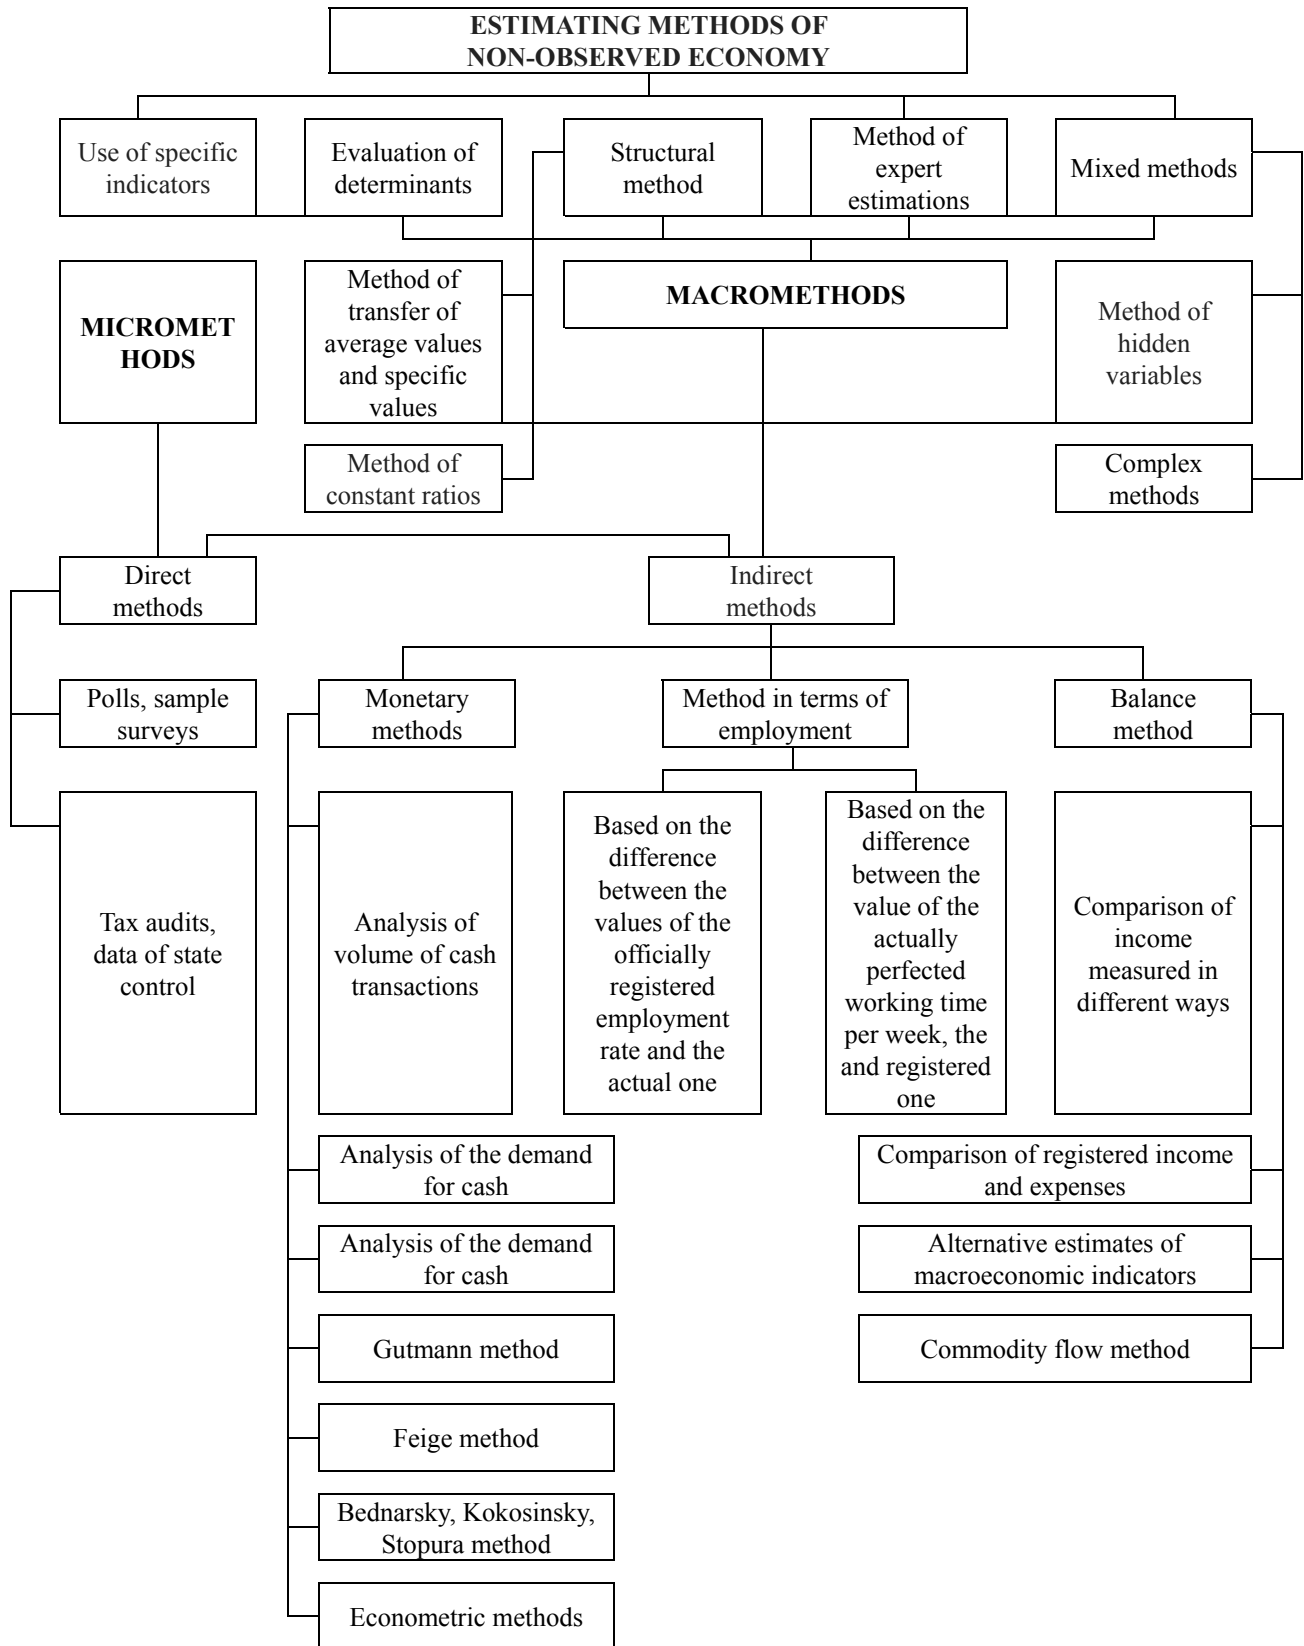 ESTIMATING METHODS OF
NON-OBSERVED ECONOMY
Use of specific
indicators
Evaluation of
determinants
Structural
method
Method of
expert
estimations
Mixed methods
MICROMET
HODS
Method of
transfer of
average values
and specific
values
MACROMETHODS
Method of
hidden
variables
Method of
constant ratios
Complex
methods
Direct
methods
Indirect
methods
Polls, sample
surveys
Monetary
methods
Method in terms of
employment
Balance
method
Tax audits,
data of state
control
Analysis of
volume of cash
transactions
Based on the
difference
between the
values of the
officially
registered
employment
rate and the
actual one
Based on the
difference
between the
value of the
actually
perfected
working time
per week, the
and registered
one
Comparison of
income
measured in
different ways
Analysis of the demand
for cash
Comparison of registered income
and expenses
Analysis of the demand
for cash
Alternative estimates of
macroeconomic indicators
Gutmann method
Commodity flow method
Feige method
Bednarsky, Kokosinsky,
Stopura method
Econometric methods